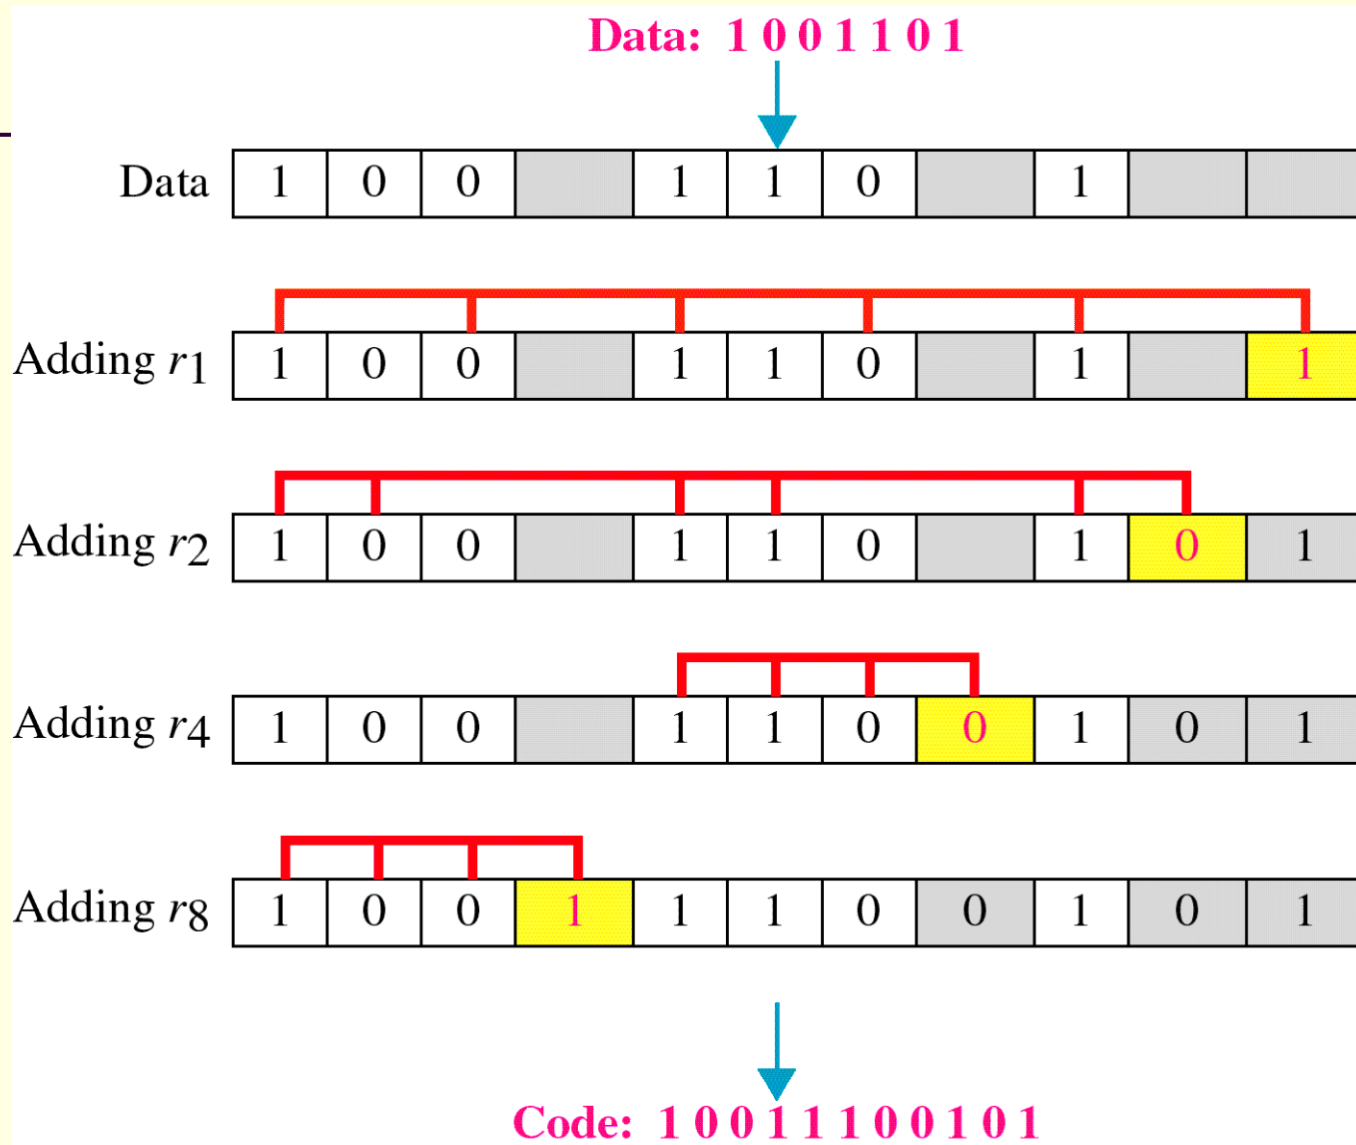 Data: 1 0 0 1 1 0 1
Data 1 0 0 1 1 0 1
Adding r1 1 0 0 1 1 0 1 1
Adding r2 1 0 0 1 1 0 1 0 1
Adding r4 1 0 0 1 1 0 0 1 0 1
Adding r8 1 0 0 1 1 1 0 0 1 0 1
Code: 1 0 0 1 1 1 0 0 1 0 1